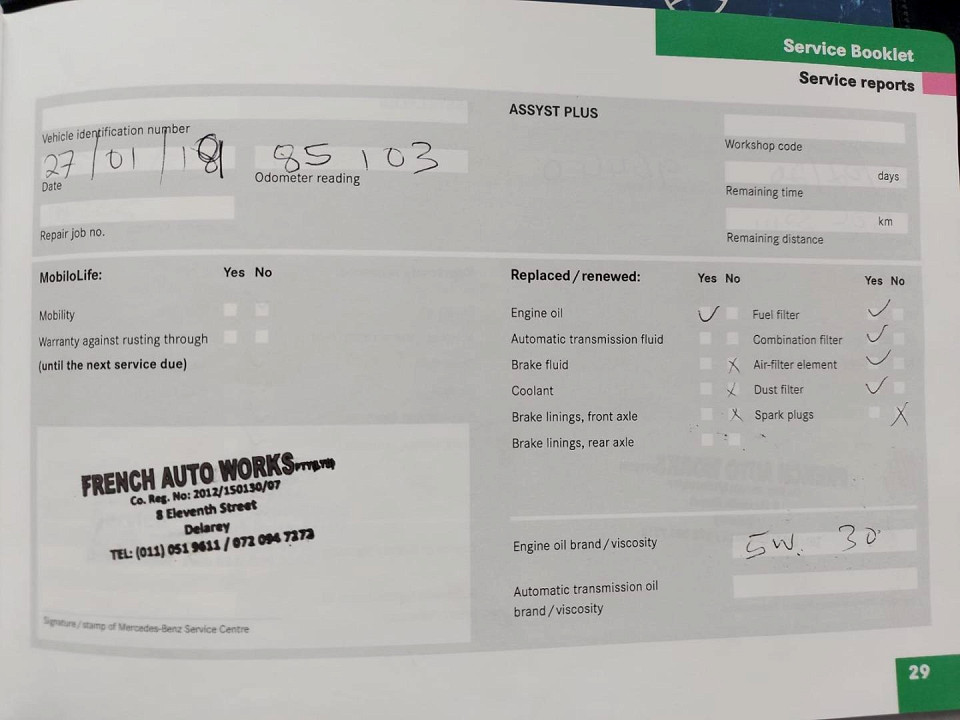 Service Booklet
Service reports
ASSYST PLUS
Vehicle identification number
27/01/18
85 103
Date
Odometer reading
Repair job no.
Workshop code
days
Remaining time
km
Remaining distance
MobiloLife: Yes No
Mobility
Warranty against rusting through
(until the next service due)
Replaced/renewed: Yes No Yes No
Engine oil ✓ Fuel filter ✓
Automatic transmission fluid Combination filter ✓
Brake fluid X Air-filter element ✓
Coolant X Dust filter ✓
Brake linings, front axle X Spark plugs X
Brake linings, rear axle
FRENCH AUTO WORKS PTY LTD
Co. Reg. No: 2012/150130/07
8 Eleventh Street
Delarey
TEL: (011) 051 9611 / 072 094 7273
Signature/stamp of Mercedes-Benz Service Centre
Engine oil brand/viscosity 5W. 30
Automatic transmission oil
brand/viscosity
29